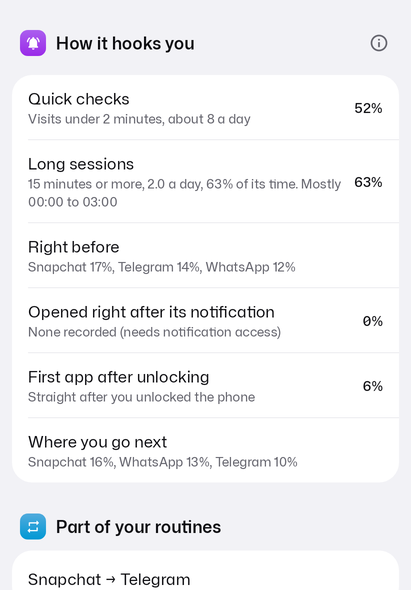 How it hooks you
Quick checks
Visits under 2 minutes, about 8 a day
52%
Long sessions
15 minutes or more, 2.0 a day, 63% of its time. Mostly
00:00 to 03:00
63%
Right before
Snapchat 17%, Telegram 14%, WhatsApp 12%
Opened right after its notification
None recorded (needs notification access)
0%
First app after unlocking
Straight after you unlocked the phone
6%
Where you go next
Snapchat 16%, WhatsApp 13%, Telegram 10%
Part of your routines
Snapchat → Telegram